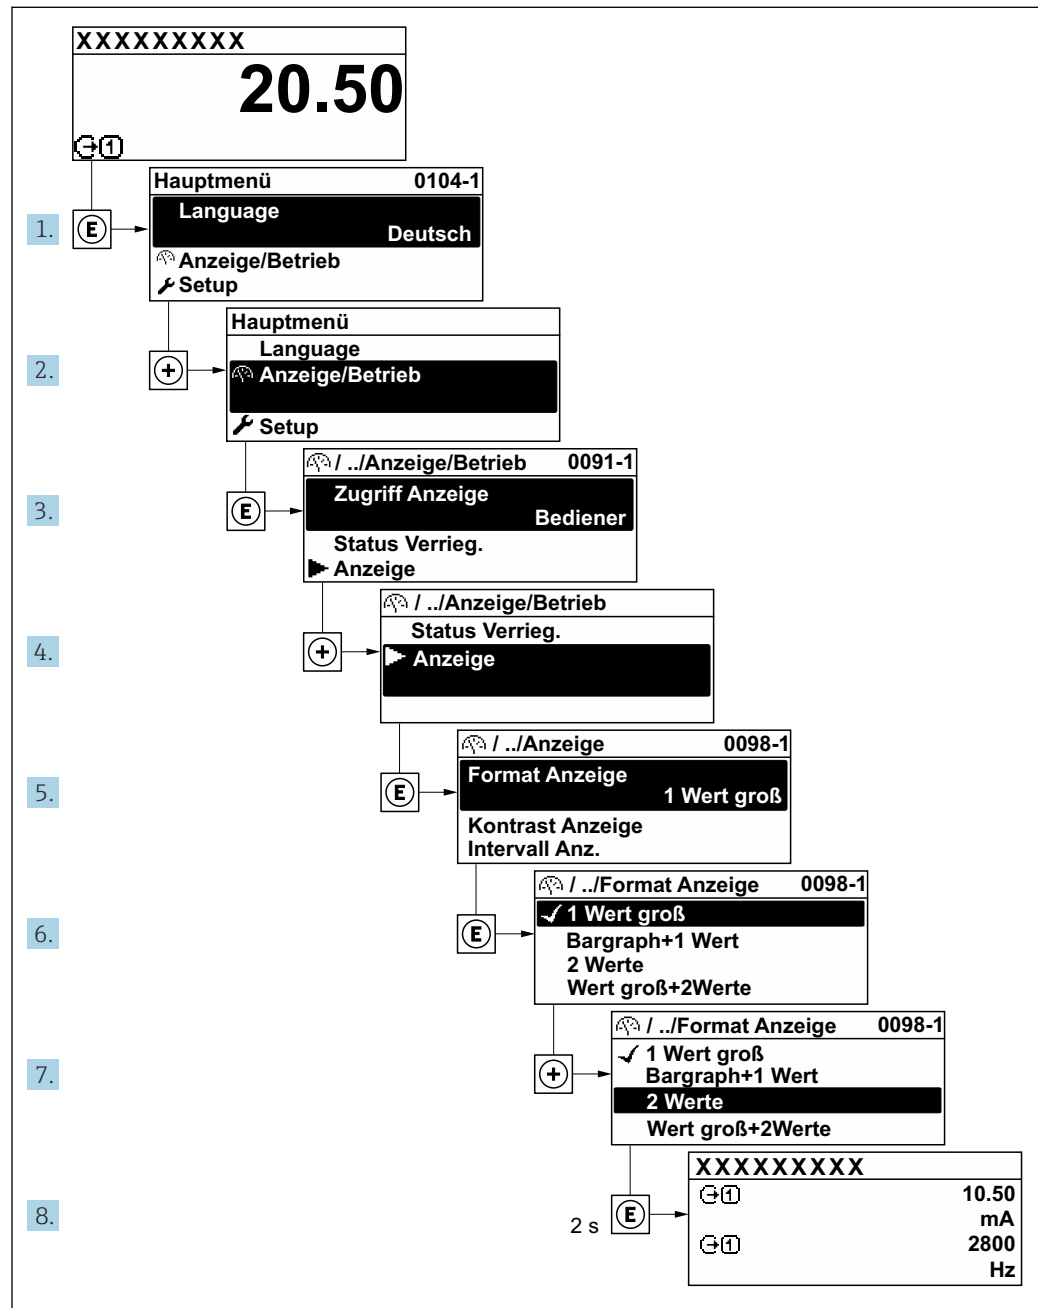 XXXXXXXXX
20.50
1
Hauptmenü 0104-1
1. E Language
Deutsch
Anzeige/Betrieb
Setup
Hauptmenü
Language
2. + Anzeige/Betrieb
Setup
/ ../Anzeige/Betrieb 0091-1
Zugriff Anzeige
3. E Bediener
Status Verrieg.
Anzeige
/ ../Anzeige/Betrieb
Status Verrieg.
4. + Anzeige
/ ../Anzeige 0098-1
Format Anzeige
5. E 1 Wert groß
Kontrast Anzeige
Intervall Anz.
/ ../Format Anzeige 0098-1
1 Wert groß
6. E Bargraph+1 Wert
2 Werte
Wert groß+2Werte
/ ../Format Anzeige 0098-1
1 Wert groß
7. + Bargraph+1 Wert
2 Werte
Wert groß+2Werte
XXXXXXXXX
1 10.50
8. 2 s E mA
1 2800
Hz